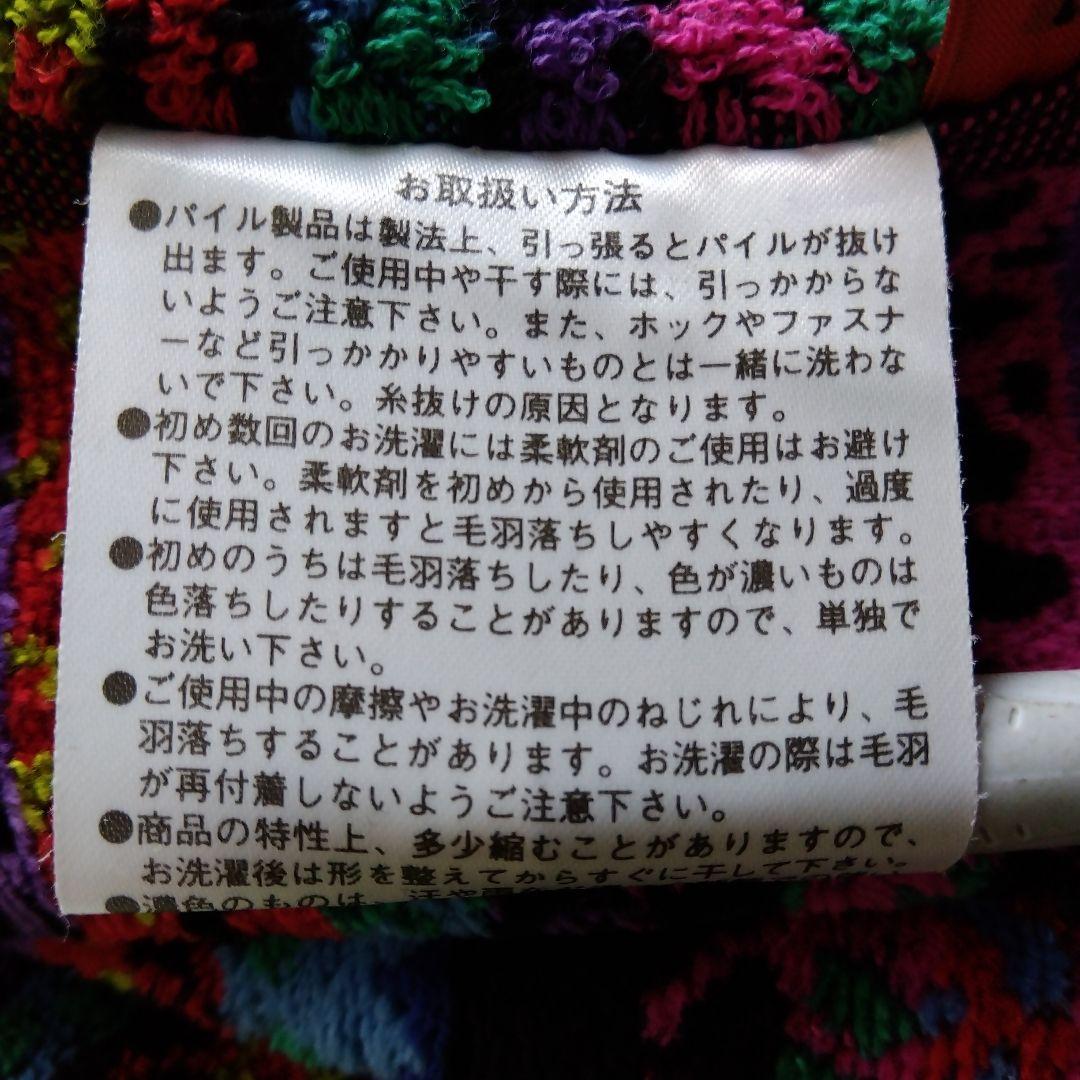 お取扱い方法
●パイル製品は製法上、引っ張るとパイルが抜け
出ます。ご使用中や干す際には、引っかからな
いようご注意下さい。また、ホックやファスナ
ーなど引っかかりやすいものとは一緒に洗わな
いで下さい。糸抜けの原因となります。
●初め数回のお洗濯には柔軟剤のご使用はお避け
下さい。柔軟剤を初めから使用されたり、過度
に使用されますと毛羽落ちしやすくなります。
●初めのうちは毛羽落ちしたり、色が濃いものは
色落ちしたりすることがありますので、単独で
お洗い下さい。
●ご使用中の摩擦やお洗濯中のねじれにより、毛
羽落ちすることがあります。お洗濯の際は毛羽
が再付着しないようご注意下さい。
●商品の特性上、多少縮むことがありますので、
お洗濯後は形を整えてからすぐに干して下さい。
●濃色のものは、汗や